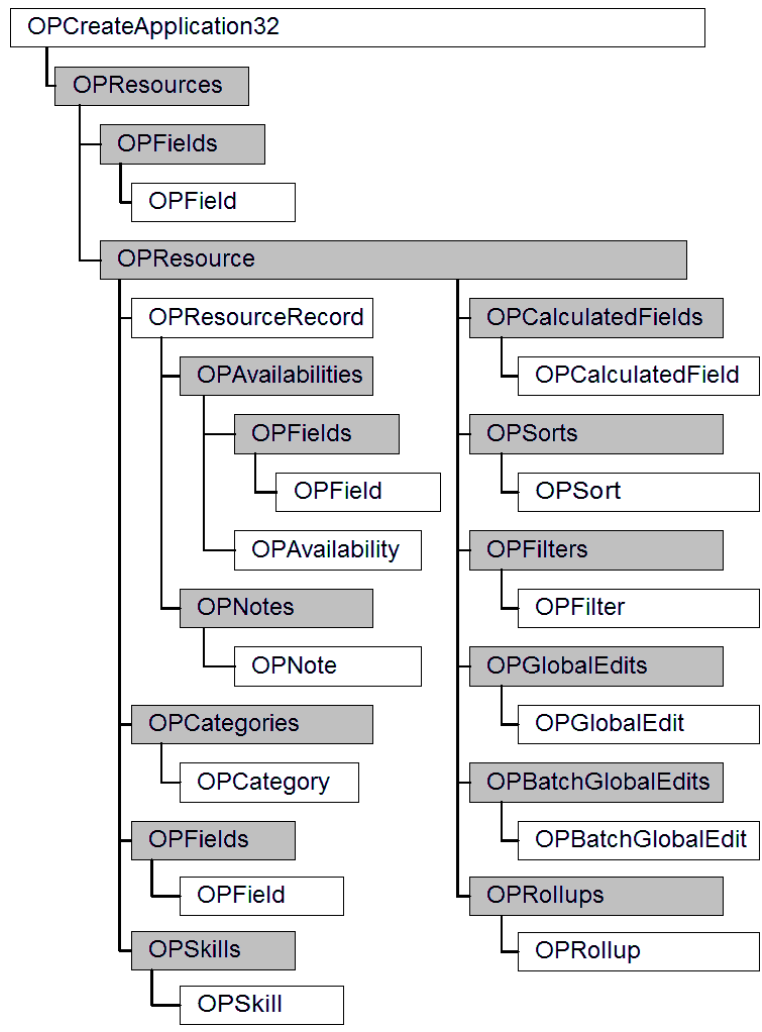 OPCreateApplication32
OPResources
OPFields
OPField
OPResource
OPResourceRecord
OPAvailabilities
OPFields
OPField
OPAvailability
OPNotes
OPNote
OPCategories
OPCategory
OPFields
OPField
OPSkills
OPSkill
OPCalculatedFields
OPCalculatedField
OPSorts
OPSort
OPFilters
OPFilter
OPGlobalEdits
OPGlobalEdit
OPBatchGlobalEdits
OPBatchGlobalEdit
OPRollups
OPRollup